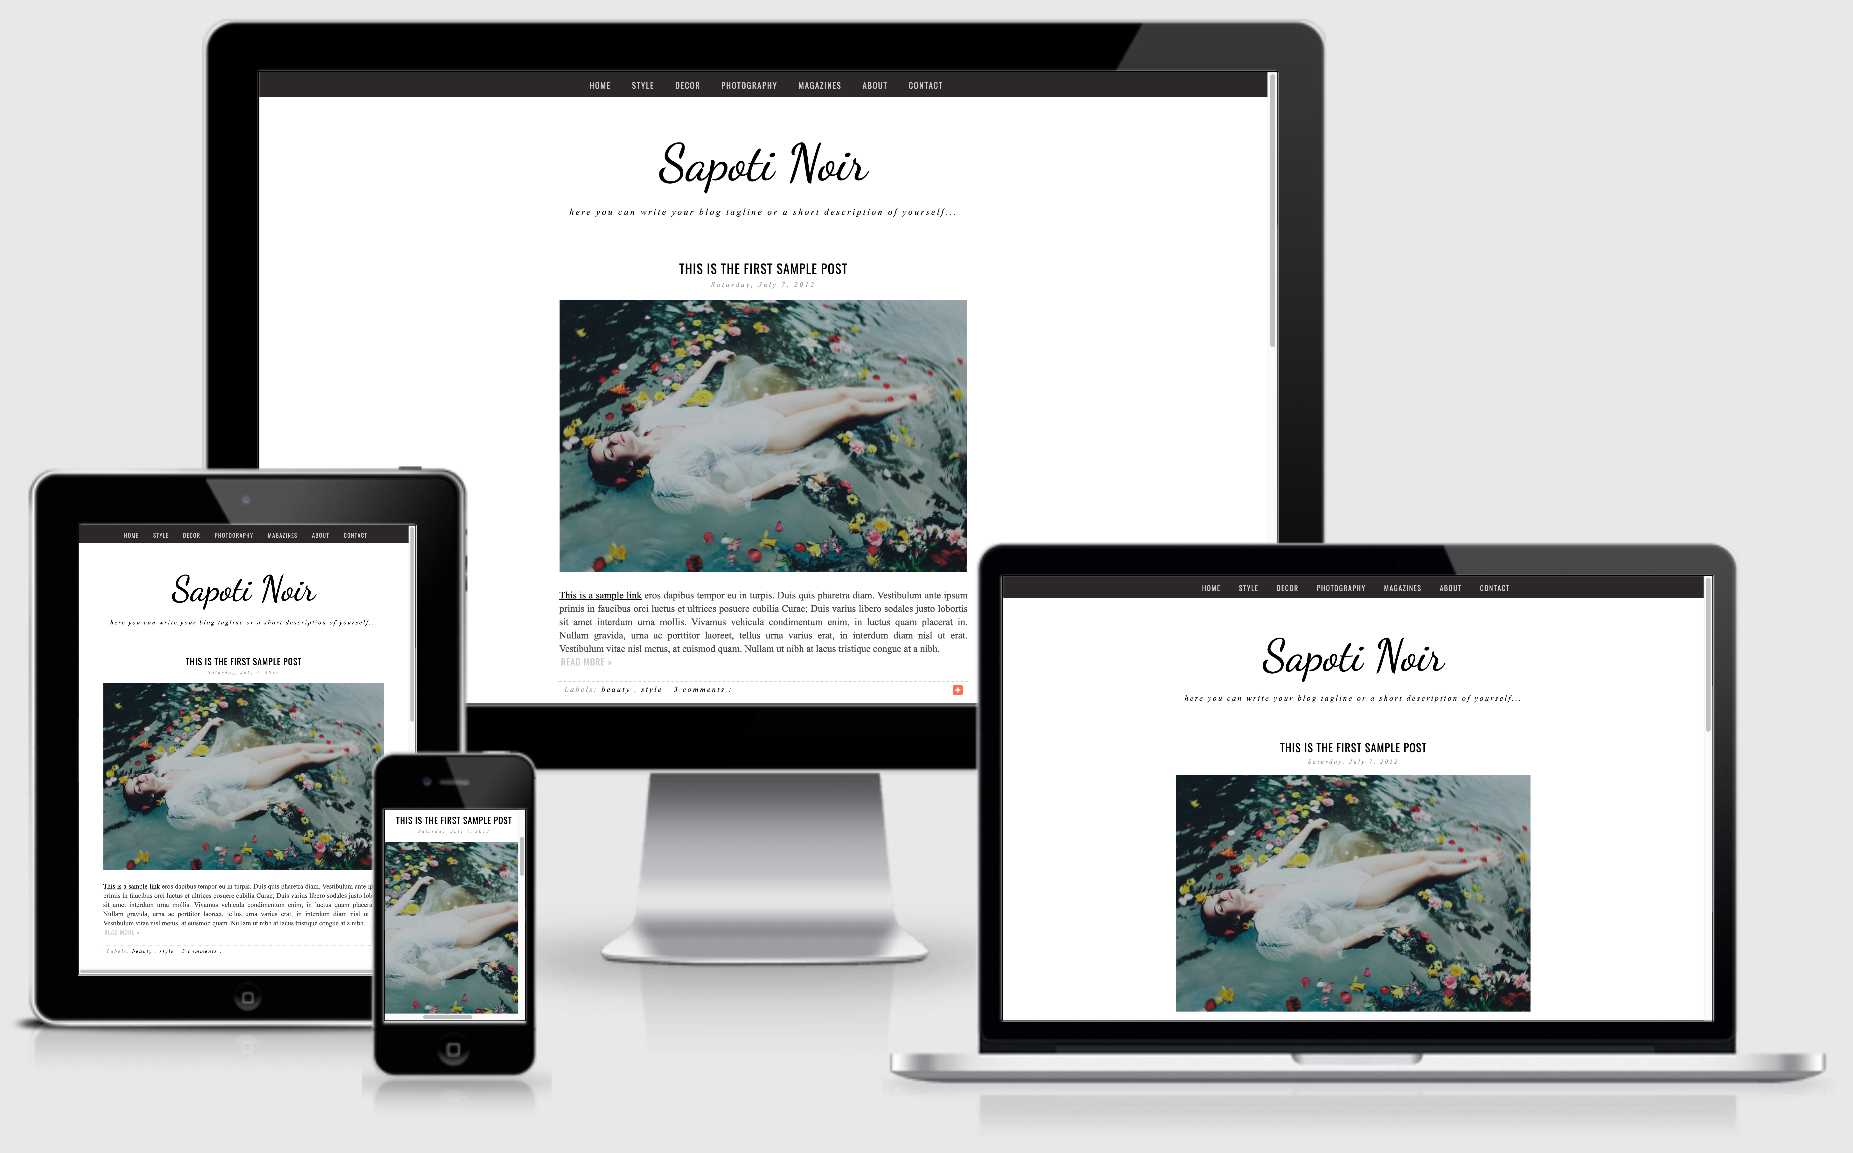 HOME STYLE DECOR PHOTOGRAPHY MAGAZINES ABOUT CONTACT
Sapoti Noir
here you can write your blog tagline or a short description of yourself...
THIS IS THE FIRST SAMPLE POST
Saturday, July 7, 2012
This is a sample link eros dapibus tempor eu in turpis. Duis quis pharetra diam. Vestibulum ante ipsum
primis in faucibus orci luctus et ultrices posuere cubilia Curae; Duis varius libero sodales justo lobortis
sit amet interdum urna mollis. Vivamus vehicula condimentum enim, in luctus quam placerat in.
Nullam gravida, urna ac porttitor laoreet, tellus urna varius erat, in interdum diam nisl ut erat.
Vestibulum vitae nisl metus, at euismod quam. Nullam ut nibh at lacus tristique congue at a nibh.
READ MORE »
Labels: beauty , style 3 comments :
HOME STYLE DECOR PHOTOGRAPHY MAGAZINES ABOUT CONTACT
Sapoti Noir
here you can write your blog tagline or a short description of yourself..
THIS IS THE FIRST SAMPLE POST
Saturday, July 7, 2012
This is a sample link eros dapibus tempor eu in turpis. Duis quis pharetra diam. Vestibulum ante ip
primis in faucibus orci luctus et ultrices posuere cubilia Curae; Duis varius libero sodales justo lob
sit amet interdum urna mollis. Vivamus vehicula condimentum enim, in luctus quam placerat
Nullam gravida, urna ac porttitor laoreet, tellus urna varius erat, in interdum diam nisl ut
Vestibulum vitae nisl metus, at euismod quam. Nullam ut nibh at lacus tristique congue at a nibh.
READ MORE »
Labels: beauty , style 3 comments :
THIS IS THE FIRST SAMPLE POST
Saturday, July 7, 2012
HOME STYLE DECOR PHOTOGRAPHY MAGAZINES ABOUT CONTACT
Sapoti Noir
here you can write your blog tagline or a short description of yourself...
THIS IS THE FIRST SAMPLE POST
Saturday, July 7, 2012